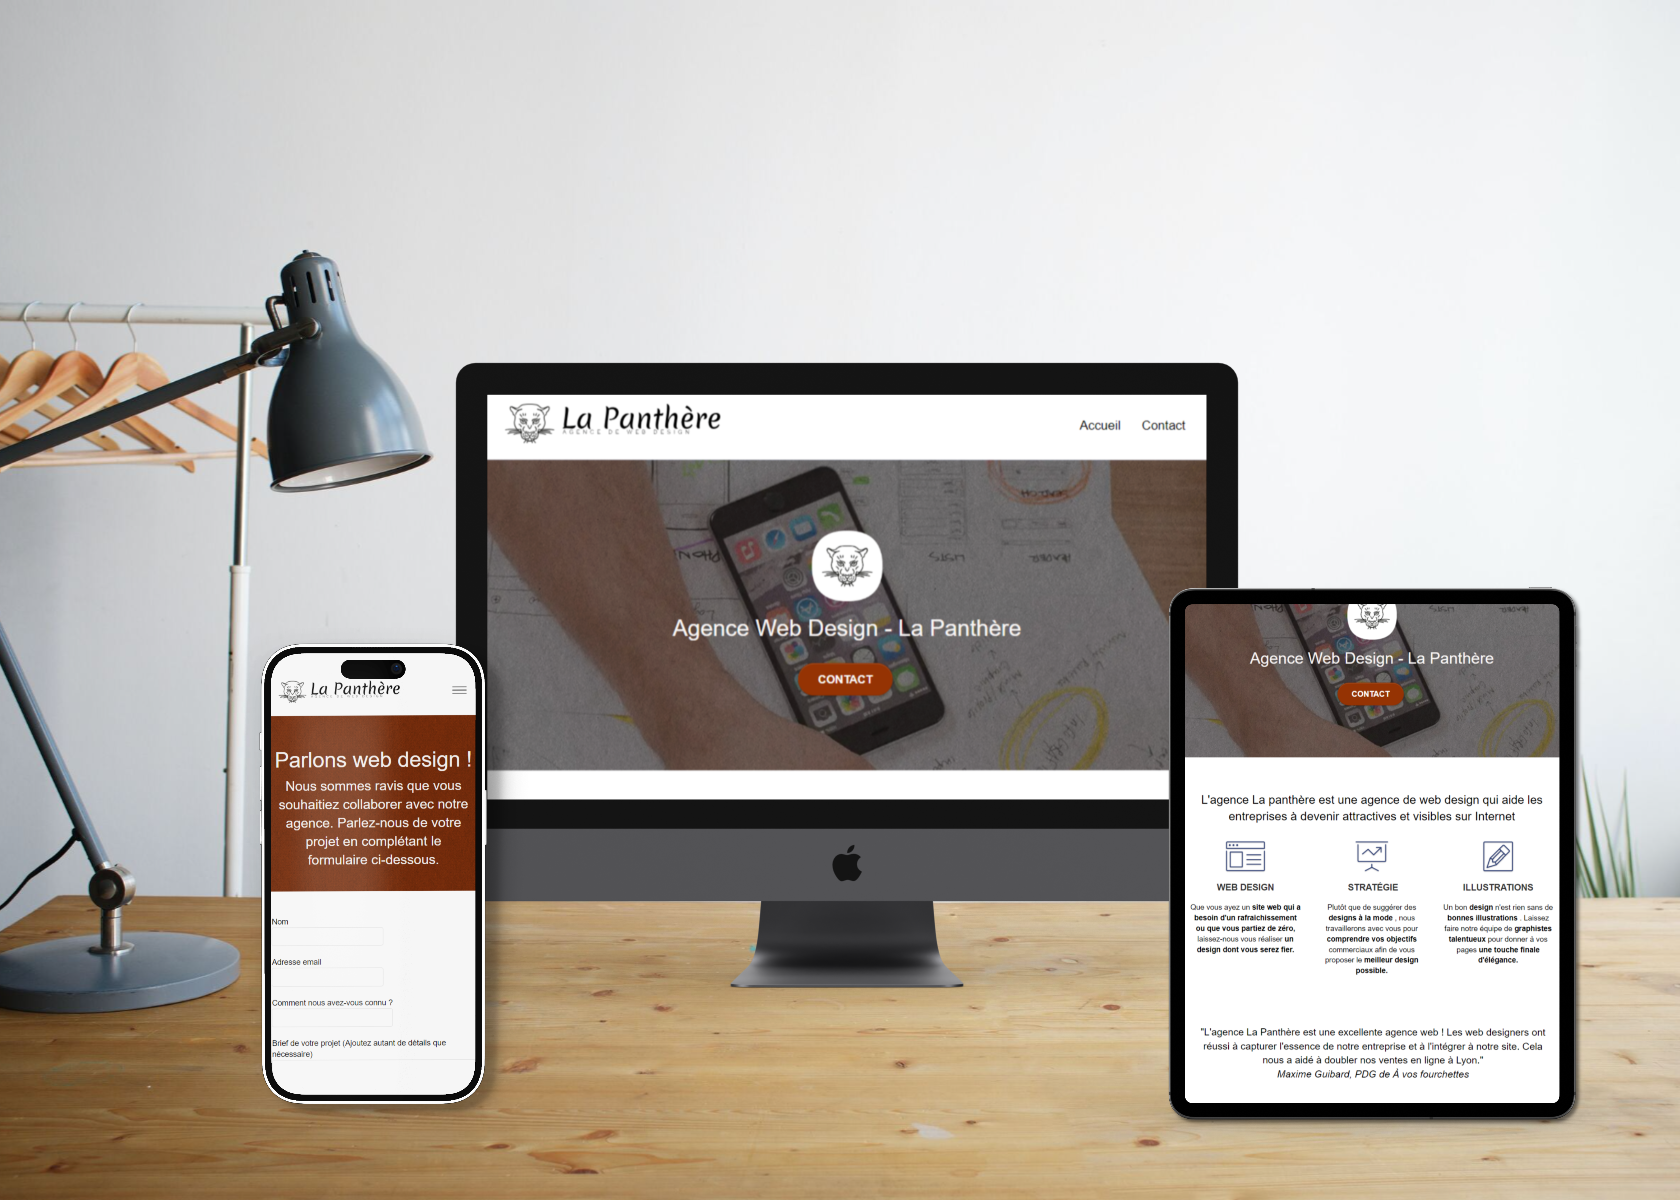 La Panthère
AGENCE DE WEB DESIGN
Accueil Contact
Agence Web Design - La Panthère
CONTACT
La Panthère
Parlons web design !
Nous sommes ravis que vous
souhaitiez collaborer avec notre
agence. Parlez-nous de votre
projet en complétant le
formulaire ci-dessous.
Nom
Adresse email
Comment nous avez-vous connu ?
Brief de votre projet (Ajoutez autant de détails que
nécessaire)
Agence Web Design - La Panthère
CONTACT
L'agence La panthère est une agence de web design qui aide les
entreprises à devenir attractives et visibles sur Internet
WEB DESIGN
Que vous ayez un site web qui a
besoin d'un rafraichissement
ou que vous partiez de zéro,
laissez-nous vous réaliser un
design dont vous serez fier.
STRATÉGIE
Plutôt que de suggérer des
designs à la mode , nous
travaillerons avec vous pour
comprendre vos objectifs
commerciaux afin de vous
proposer le meilleur design
possible.
ILLUSTRATIONS
Un bon design n'est rien sans de
bonnes illustrations . Laissez
faire notre équipe de graphistes
talentueux pour donner à vos
pages une touche finale
d'élégance.
"L'agence La Panthère est une excellente agence web ! Les web designers ont
réussi à capturer l'essence de notre entreprise et à l'intégrer à notre site. Cela
nous a aidé à doubler nos ventes en ligne à Lyon."
Maxime Guibard, PDG de À vos fourchettes